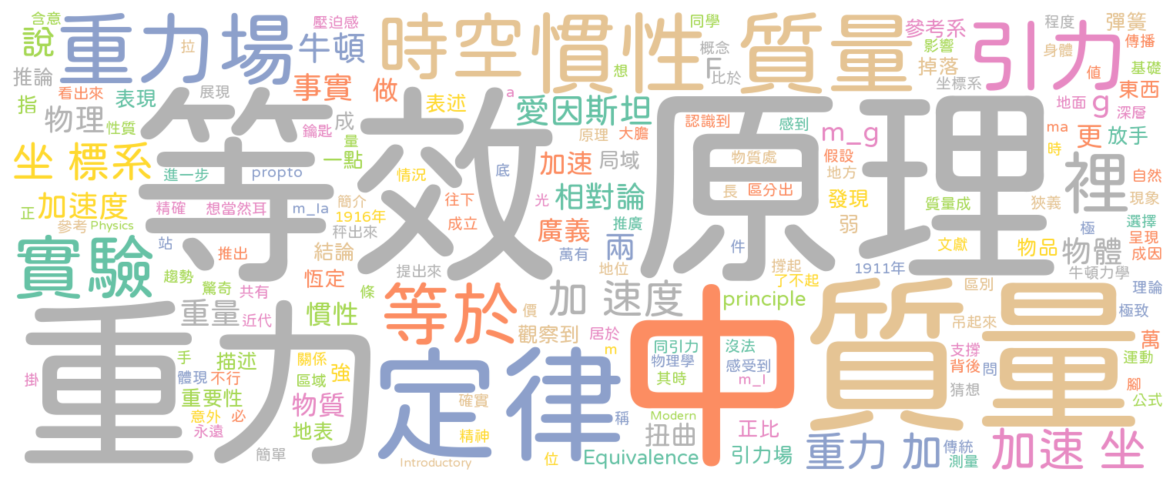 含意
壓迫感
拉
說
重力場
牛頓
時空
慣性 質量
同學
概念
想
F
比於
參考系
影響
掉落
坐標系
引力
程度
身體
彈簧
傳播
值
基礎
東西
推論
看出來
展現
指
表現
事實
做
表述
a
愛因斯坦
原理
大膽
認識到
感到
m_g
地面
g
深層
物理
性質
鑰匙
成
量
一點
等效
原理
加速
局域
物質處
假設
地方
ma
時
更
放手
坐 標系
進一步
propto
情況
底
往下
光
相對論
長
區分出
發現
弱
質量成
狹義
裡
自然
現象
加速度
正
參考
Physics
精確
想當然耳
m_Ia
簡介
1916年
秤出來
成立
廣義
推廣
兩
件
文獻
極
選擇
物品
物體
呈現
成因
站
推出
結論
提出來
萬有
地位
撐起
了不起
1911年
牛頓力學
實驗
趨勢
驚奇
共有
恆定
條
加 速度
principle
區別
理論
極致
重量
近代
慣性
等於
價
觀察到
居於
m
中
吊起來
萬
重力
質量
手
描述
關係
區域
強
定律
同引力
物理學
其時
沒法
感受到
m_I
支撐
背後
問
運動
猜想
腳
公式
掛
體現
不行
重要性
意外
必
永遠
物質
地表
確實
精神
稱
Modern
扭曲
正比
簡單
Introductory
位
Equivalence
引力場
重力 加
傳統
測量
加速 坐